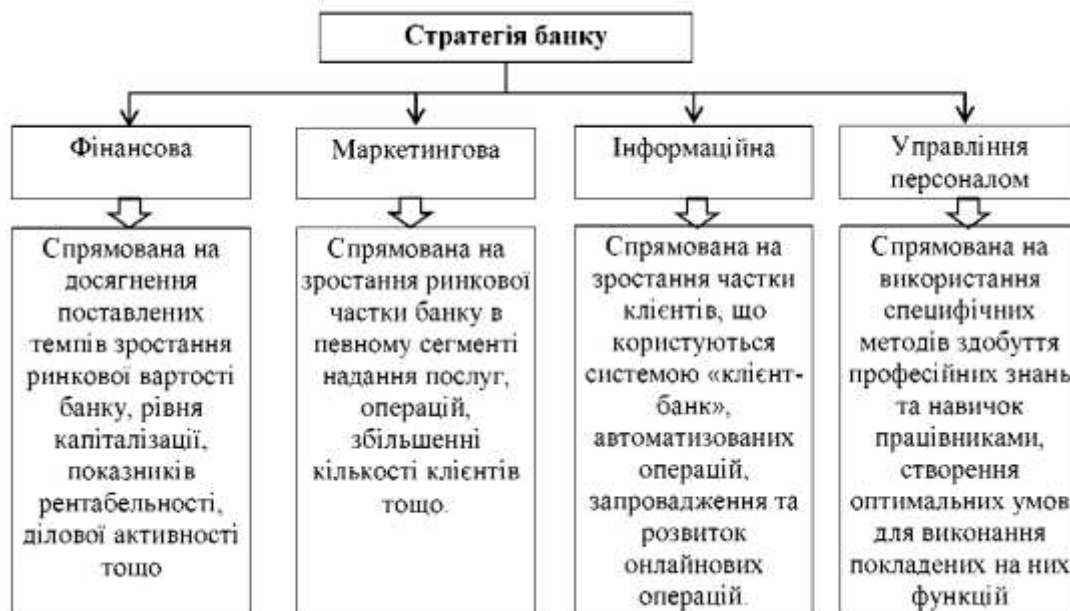 Стратегія банку
Фінансова
Маркетингова
Інформаційна
Управління
персоналом
Спрямована на
досягнення
поставлених
темпів зростання
ринкової вартості
банку, рівня
капіталізації,
показників
рентабельності,
ділової активності
тощо
Спрямована на
зростання ринкової
частки банку в
певному сегменті
надання послуг,
операцій,
збільшенні
кількості клієнтів
тощо.
Спрямована на
зростання частки
клієнтів, що
користуються
системою «клієнт-
банк»,
автоматизованих
операцій,
запровадження та
розвиток
онлайнових
операцій.
Спрямована на
використання
специфічних
методів здобуття
професійних знань
та навичок
працівниками,
створення
оптимальних умов
для виконання
покладених на них
функцій